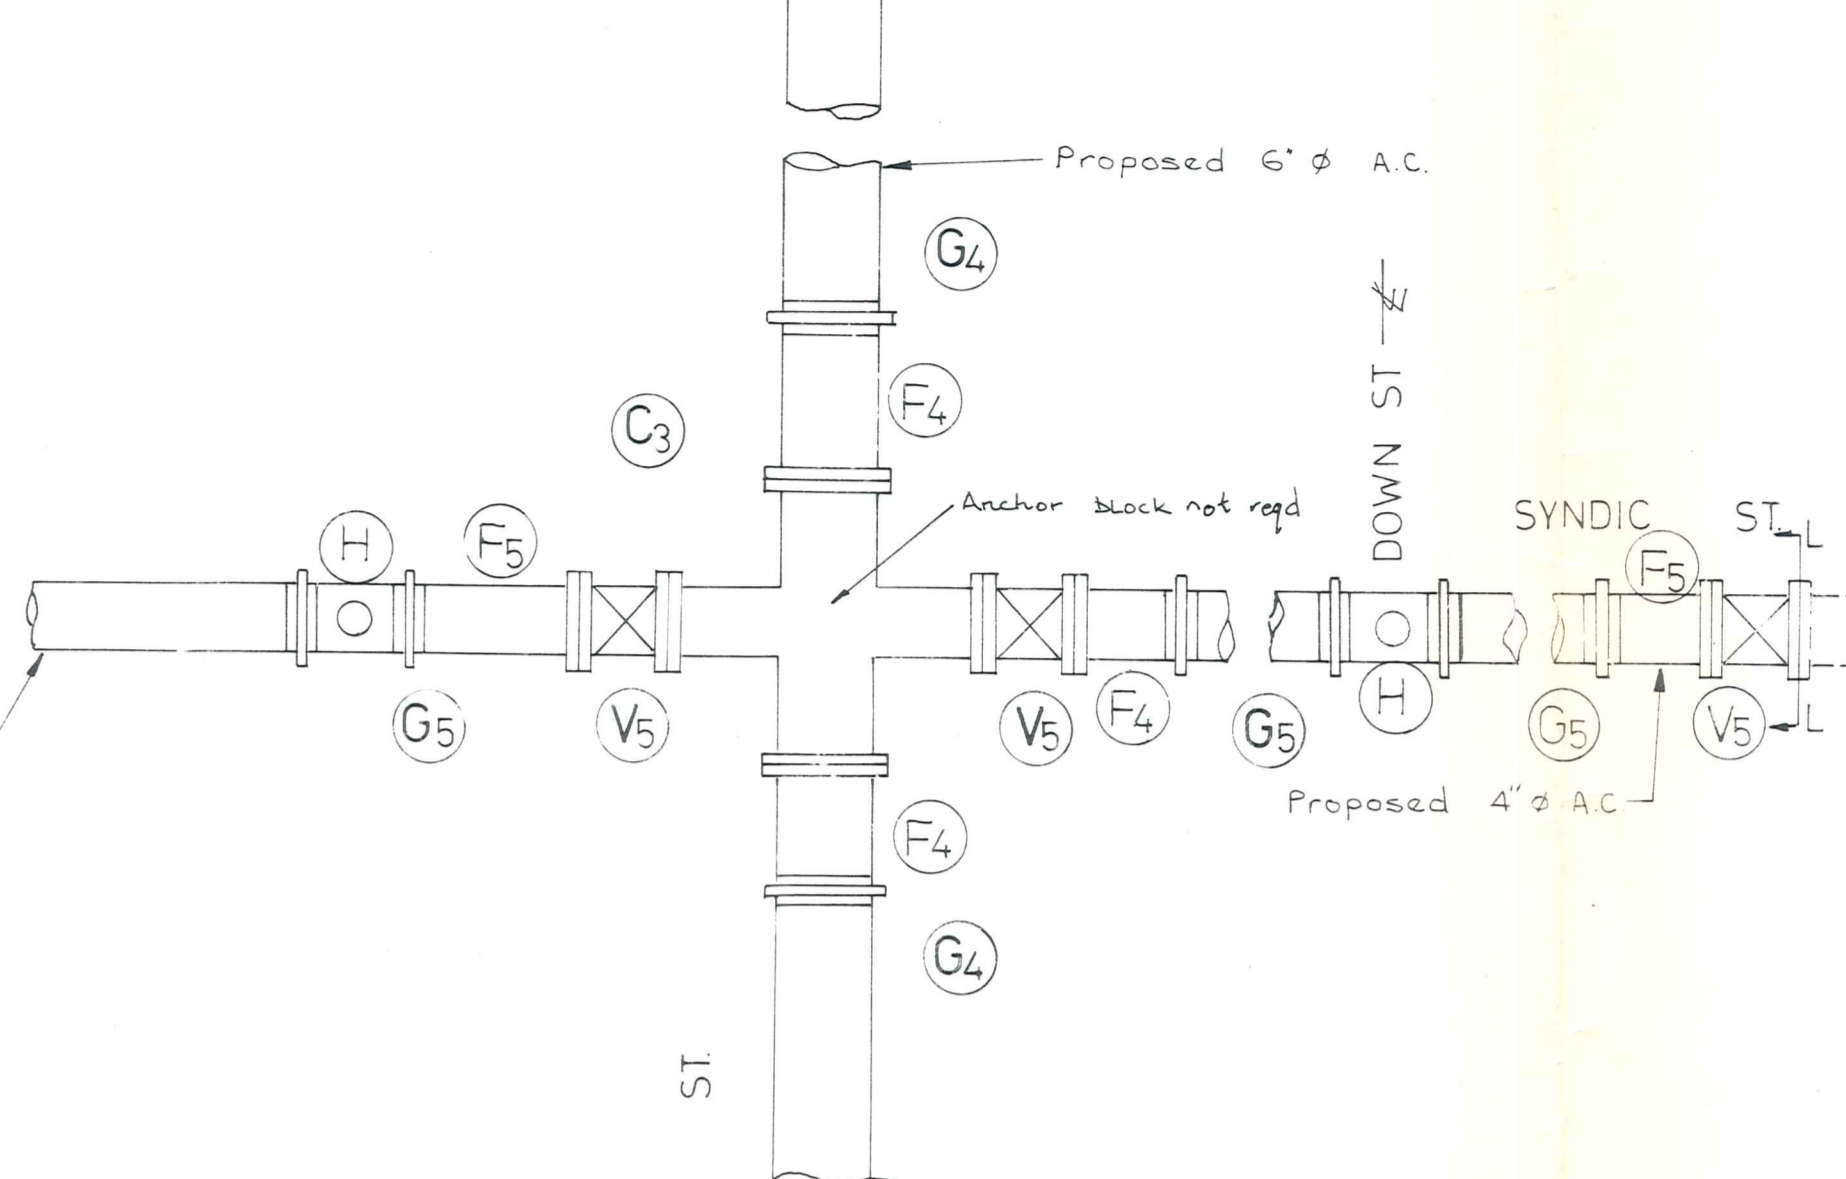 Proposed 6" ø A.C.
G4
F4
C3
Anchor bLock not reqd
DOWN ST
SYNDIC ST.
L
H
F5
F5
G5
V5
V5
F4
G5
H
G5
V5
L
Proposed 4" ø A.C
F4
G4
ST.